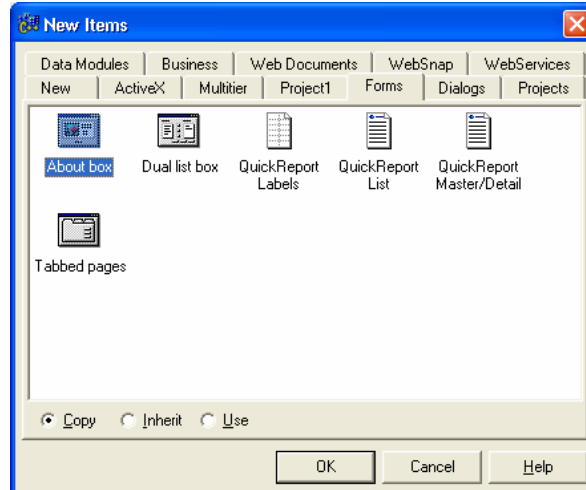 New Items
Data Modules Business Web Documents WebSnap WebServices
New ActiveX Multitier Project1 Forms Dialogs Projects
About box Dual list box QuickReport QuickReport QuickReport
Labels List Master/Detail
Tabbed pages
Copy Inherit Use
OK Cancel Help